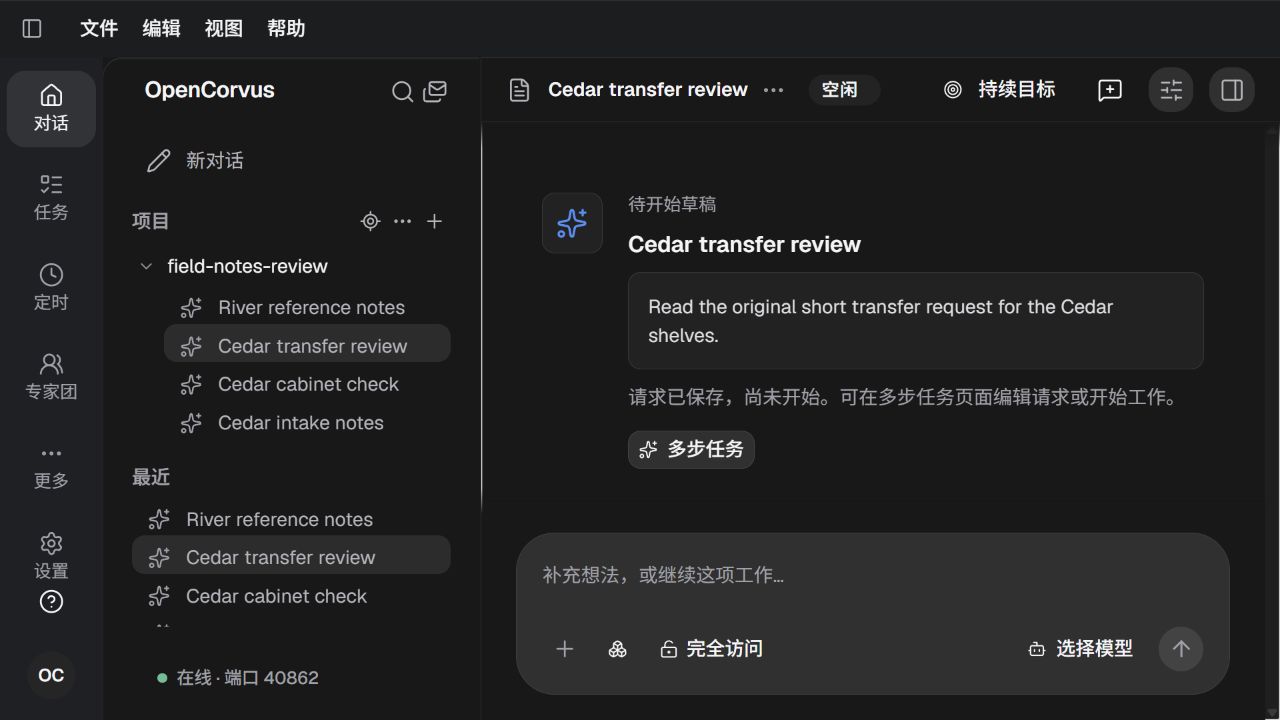 文件 编辑 视图 帮助
对话
任务
定时
专家团
更多
设置
OC
OpenCorvus
新对话
项目
field-notes-review
River reference notes
Cedar transfer review
Cedar cabinet check
Cedar intake notes
最近
River reference notes
Cedar transfer review
Cedar cabinet check
在线 · 端口 40862
Cedar transfer review 空闲 持续目标
待开始草稿
Cedar transfer review
Read the original short transfer request for the Cedar
shelves.
请求已保存，尚未开始。可在多步任务页面编辑请求或开始工作。
多步任务
补充想法，或继续这项工作...
完全访问 选择模型